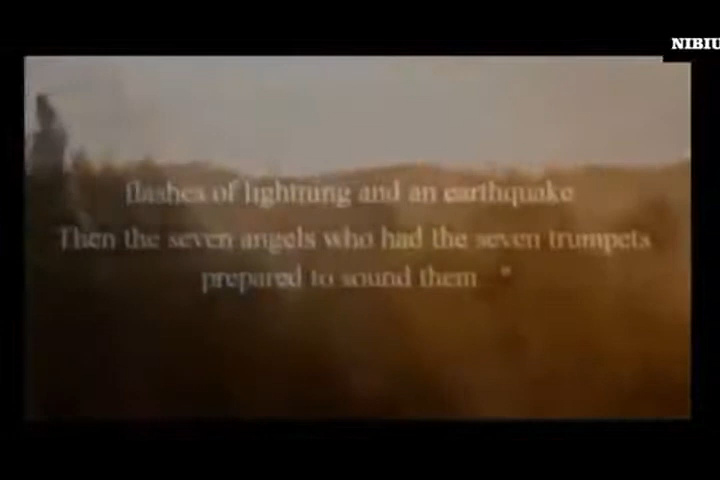 NIBIU
flashes of lightning and an earthquake
Then the seven angels who had the seven trumpets
prepared to sound them..."